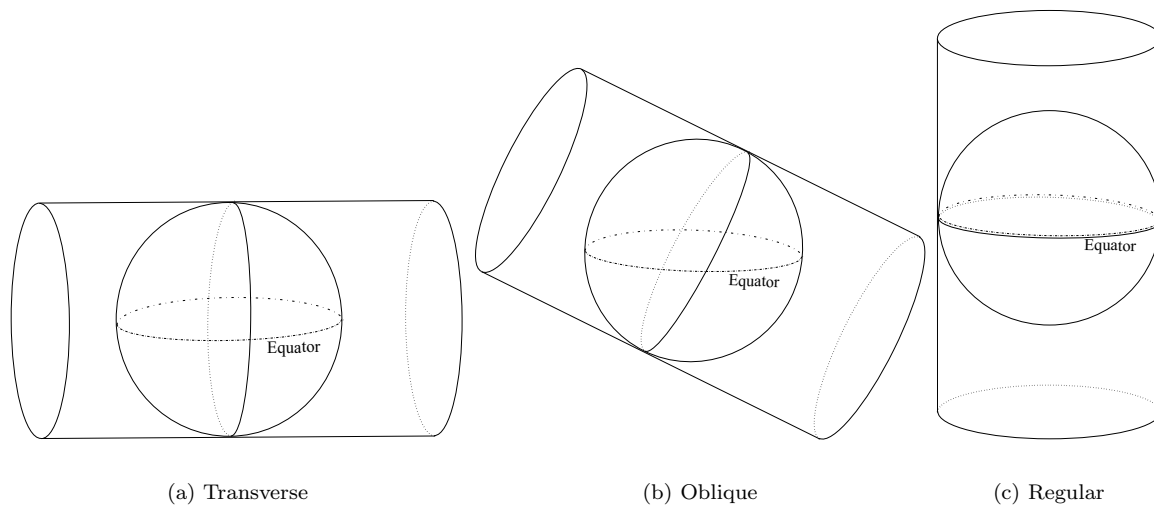 Equator
Equator
Equator
(a) Transverse
(b) Oblique
(c) Regular